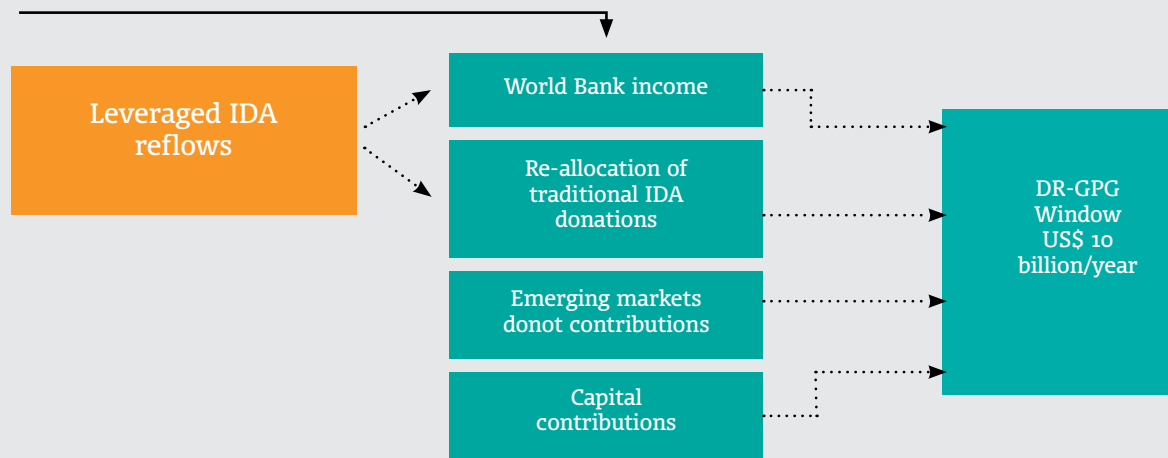 Leveraged IDA
reflows
World Bank income
Re-allocation of
traditional IDA
donations
Emerging markets
donot contributions
Capital
contributions
DR-GPG
Window
US$ 10
billion/year